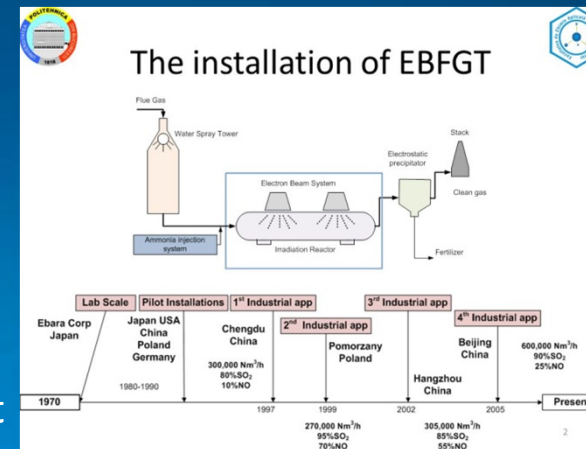 POLITEHNICA
1818
The installation of EBFGT
Flue Gas
Water Spray Tower
Stack
Electrostatic
precipitator
Electron Beam System
Clean gas
Ammonia injection
system
Irradiation Reactor
Fertilizer
Lab Scale
Pilot Installations
1st Industrial app
3rd Industrial app
2nd Industrial app
4th Industrial app
Ebara Corp
Japan
Japan USA
China
Poland
Germany
Chengdu
China
Pomorzany
Poland
Beijing
China
600,000 Nm³/h
90%SO₂
25%NO
300,000 Nm³/h
80%SO₂
10%NO
Hangzhou
China
1980-1990
1970
1997
1999
2002
2005
Present
270,000 Nm³/h
95%SO₂
70%NO
305,000 Nm³/h
85%SO₂
55%NO
2
t